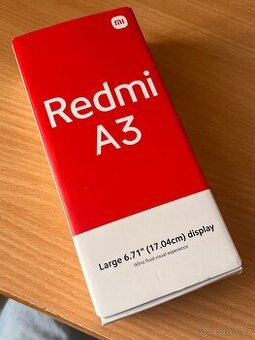 mi
Redmi
A3
Large 6.71" (17.04cm) display
90Hz fluid visual experience